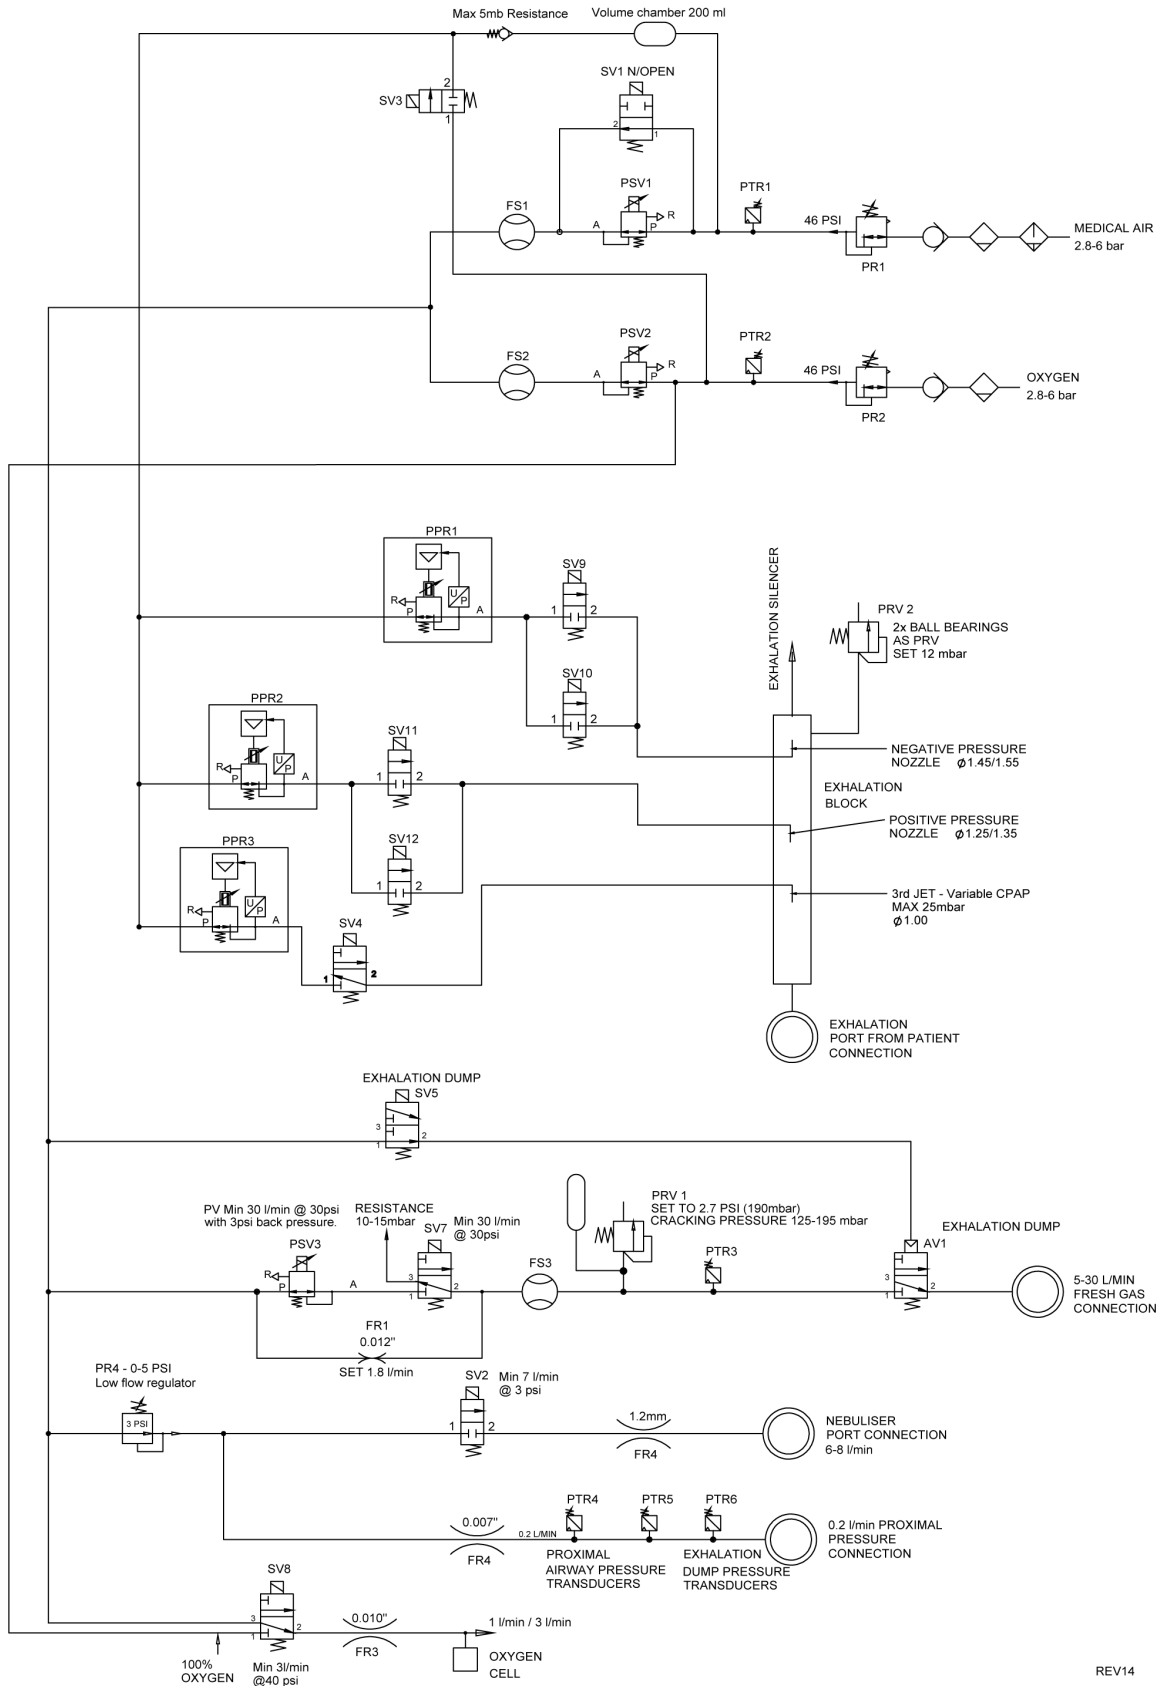 Max 5mb Resistance
Volume chamber 200 ml
SV1 N/OPEN
2
SV3
1
2
1
PSV1
PTR1
FS1
A
R
P
46 PSI
MEDICAL AIR
2.8-6 bar
PR1
PSV2
PTR2
FS2
A
R
P
46 PSI
OXYGEN
2.8-6 bar
PR2
PPR1
U
P
R
P
A
SV9
1
2
SV10
1
2
EXHALATION SILENCER
PRV 2
2x BALL BEARINGS
AS PRV
SET 12 mbar
PPR2
U
P
R
P
A
SV11
1
2
SV12
1
2
NEGATIVE PRESSURE
NOZZLE ϕ1.45/1.55
EXHALATION
BLOCK
POSITIVE PRESSURE
NOZZLE ϕ1.25/1.35
PPR3
U
P
R
P
A
SV4
1
2
3rd JET - Variable CPAP
MAX 25mbar
ϕ1.00
EXHALATION
PORT FROM PATIENT
CONNECTION
EXHALATION DUMP
SV5
3
1
2
PV Min 30 l/min @ 30psi
with 3psi back pressure.
PSV3
R
P
A
RESISTANCE
10-15mbar
SV7
3
1
2
Min 30 l/min
@ 30psi
FS3
PRV 1
SET TO 2.7 PSI (190mbar)
CRACKING PRESSURE 125-195 mbar
PTR3
EXHALATION DUMP
AV1
3
1
2
5-30 L/MIN
FRESH GAS
CONNECTION
FR1
0.012"
SET 1.8 l/min
PR4 - 0-5 PSI
Low flow regulator
3 PSI
SV2
1
2
Min 7 l/min
@ 3 psi
1.2mm
FR4
NEBULISER
PORT CONNECTION
6-8 l/min
0.007"
FR4
0.2 L/MIN
PTR4
PTR5
PTR6
PROXIMAL
AIRWAY PRESSURE
TRANSDUCERS
EXHALATION
DUMP PRESSURE
TRANSDUCERS
0.2 l/min PROXIMAL
PRESSURE
CONNECTION
SV8
3
1
2
100%
OXYGEN
Min 3l/min
@40 psi
0.010"
FR3
1 l/min / 3 l/min
OXYGEN
CELL
REV14